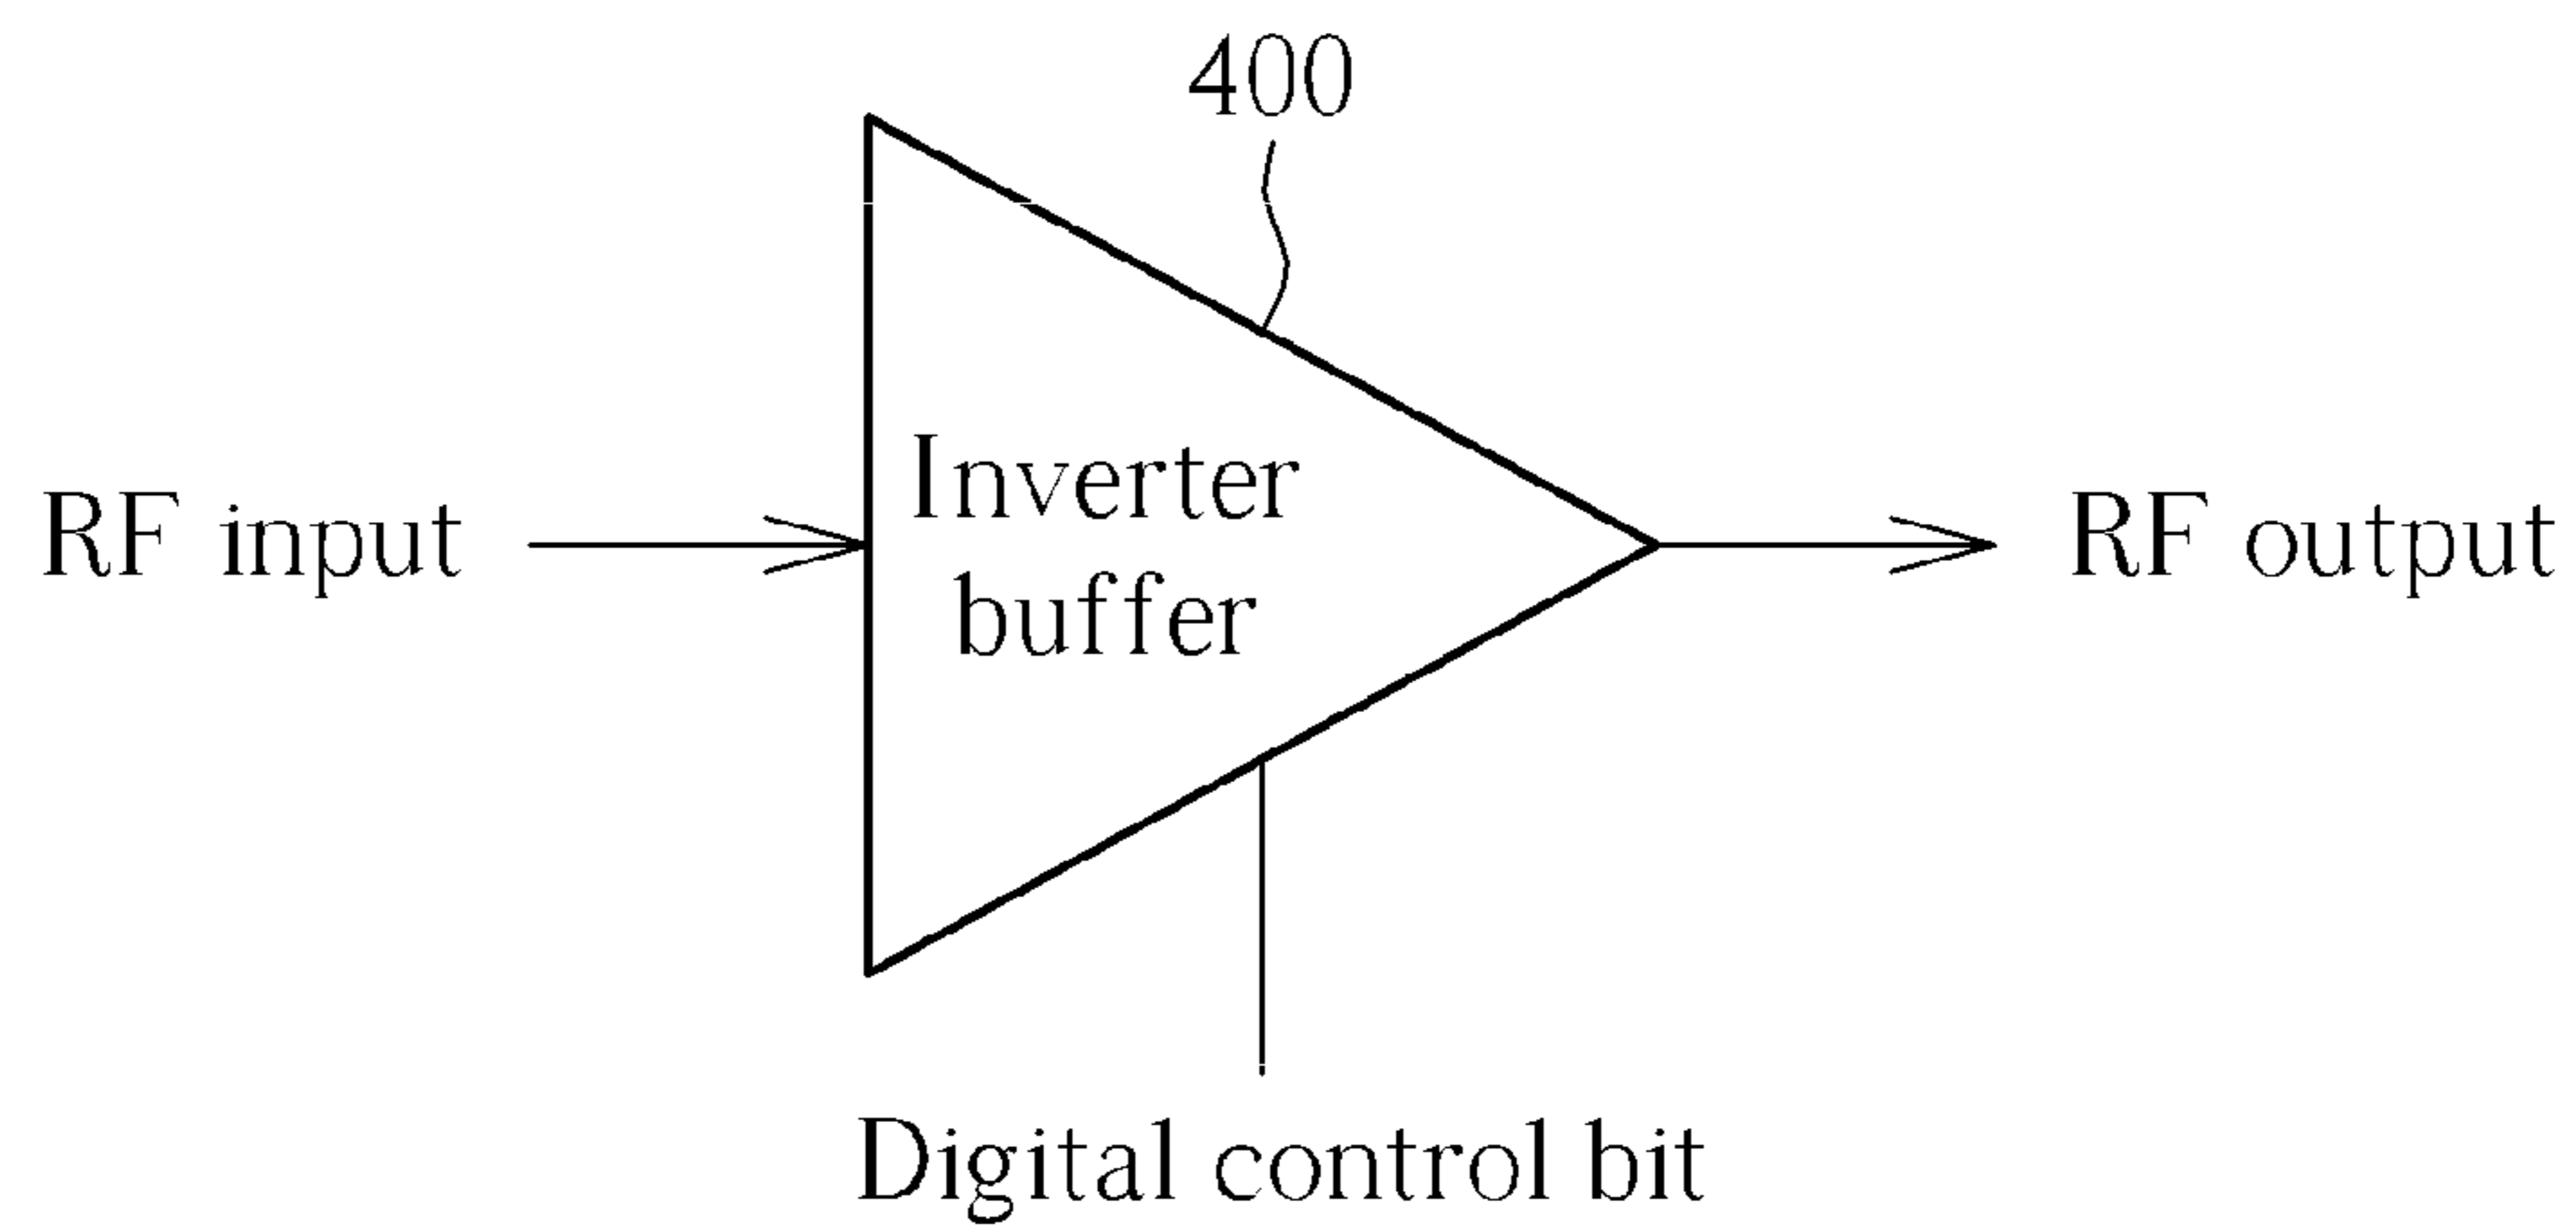 400
Inverter
buffer
RF input
RF output
Digital control bit